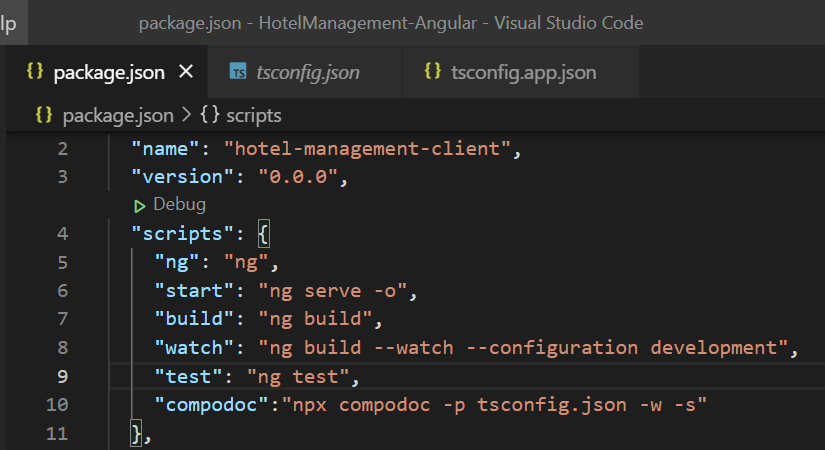 lp package.json - HotelManagement-Angular - Visual Studio Code
{} package.json × TS tsconfig.json {} tsconfig.app.json
{} package.json > {} scripts
2 "name": "hotel-management-client",
3 "version": "0.0.0",
Debug
4 "scripts": {
5 "ng": "ng",
6 "start": "ng serve -o",
7 "build": "ng build",
8 "watch": "ng build --watch --configuration development",
9 "test": "ng test",
10 "compodoc":"npx compodoc -p tsconfig.json -w -s"
11 },